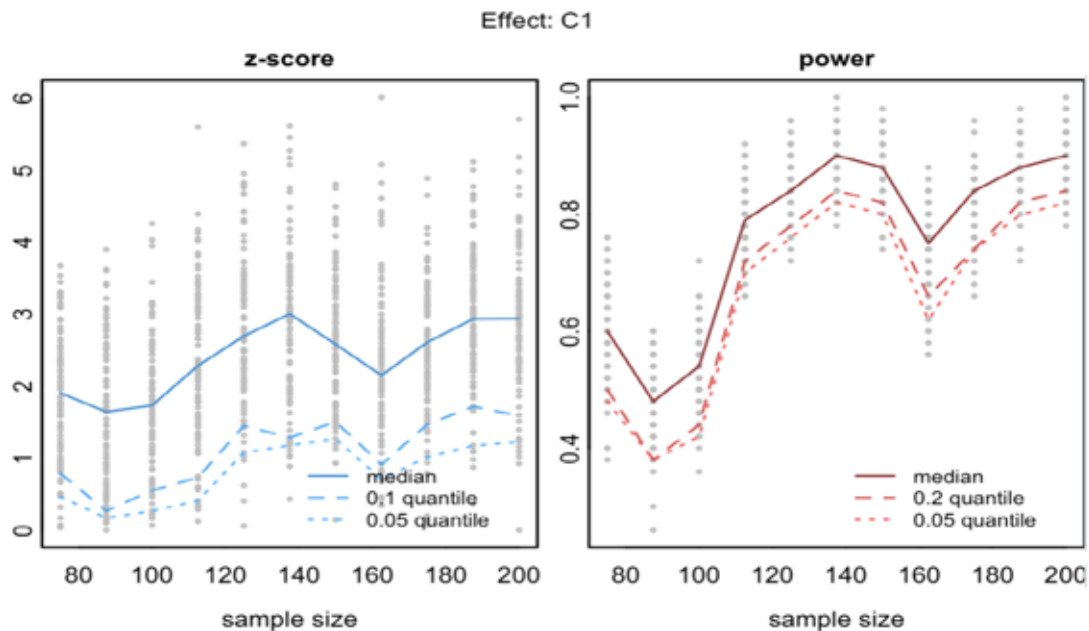 Effect: C1
z-score
6
5
4
3
2
1
0
median
0.1 quantile
0.05 quantile
80 100 120 140 160 180 200
sample size
power
1.0
0.8
0.6
0.4
median
0.2 quantile
0.05 quantile
80 100 120 140 160 180 200
sample size